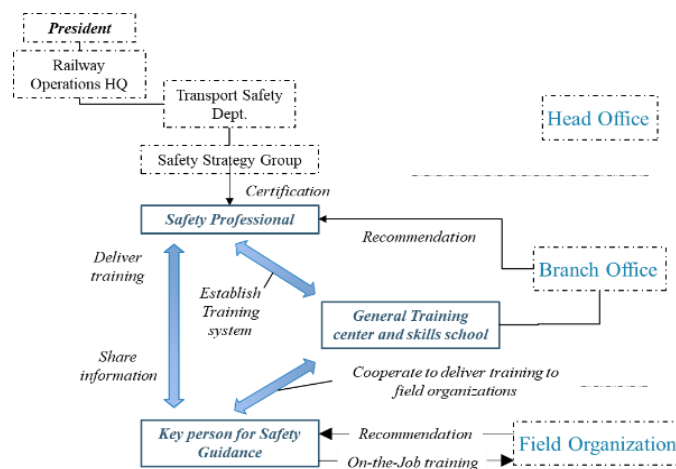 President
Railway
Operations HQ
Transport Safety
Dept.
Head Office
Safety Strategy Group
Certification
Safety Professional
Recommendation
Deliver
training
Branch Office
Establish
Training
system
General Training
center and skills school
Share
information
Cooperate to deliver training to
field organizations
Key person for Safety
Guidance
Recommendation
Field Organization
On-the-Job training